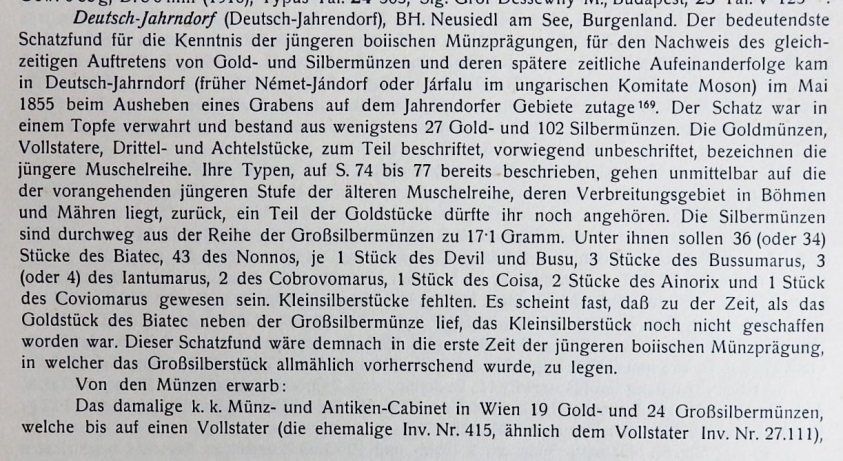 Deutsch-Jahrndorf (Deutsch-Jahrendorf), BH. Neusiedl am See, Burgenland. Der bedeutendste
Schatzfund für die Kenntnis der jüngeren boiischen Münzprägungen, für den Nachweis des gleich-
zeitigen Auftretens von Gold- und Silbermünzen und deren spätere zeitliche Aufeinanderfolge kam
in Deutsch-Jahrndorf (früher Német-Jándorf oder Járfalu im ungarischen Komitate Moson) im Mai
1855 beim Ausheben eines Grabens auf dem Jahrendorfer Gebiete zutage¹⁶⁹. Der Schatz war in
einem Topfe verwahrt und bestand aus wenigstens 27 Gold- und 102 Silbermünzen. Die Goldmünzen,
Vollstatere, Drittel- und Achtelstücke, zum Teil beschriftet, vorwiegend unbeschriftet, bezeichnen die
jüngere Muschelreihe. Ihre Typen, auf S. 74 bis 77 bereits beschrieben, gehen unmittelbar auf die
der vorangehenden jüngeren Stufe der älteren Muschelreihe, deren Verbreitungsgebiet in Böhmen
und Mähren liegt, zurück, ein Teil der Goldstücke dürfte ihr noch angehören. Die Silbermünzen
sind durchweg aus der Reihe der Großsilbermünzen zu 17·1 Gramm. Unter ihnen sollen 36 (oder 34)
Stücke des Biatec, 43 des Nonnos, je 1 Stück des Devil und Busu, 3 Stücke des Bussumarus, 3
(oder 4) des Iantumarus, 2 des Cobrovomarus, 1 Stück des Coisa, 2 Stücke des Ainorix und 1 Stück
des Coviomarus gewesen sein. Kleinsilberstücke fehlten. Es scheint fast, daß zu der Zeit, als das
Goldstück des Biatec neben der Großsilbermünze lief, das Kleinsilberstück noch nicht geschaffen
worden war. Dieser Schatzfund wäre demnach in die erste Zeit der jüngeren boiischen Münzprägung,
in welcher das Großsilberstück allmählich vorherrschend wurde, zu legen.
Von den Münzen erwarb:
Das damalige k. k. Münz- und Antiken-Cabinet in Wien 19 Gold- und 24 Großsilbermünzen,
welche bis auf einen Vollstater (die ehemalige Inv. Nr. 415, ähnlich dem Vollstater Inv. Nr. 27.111),